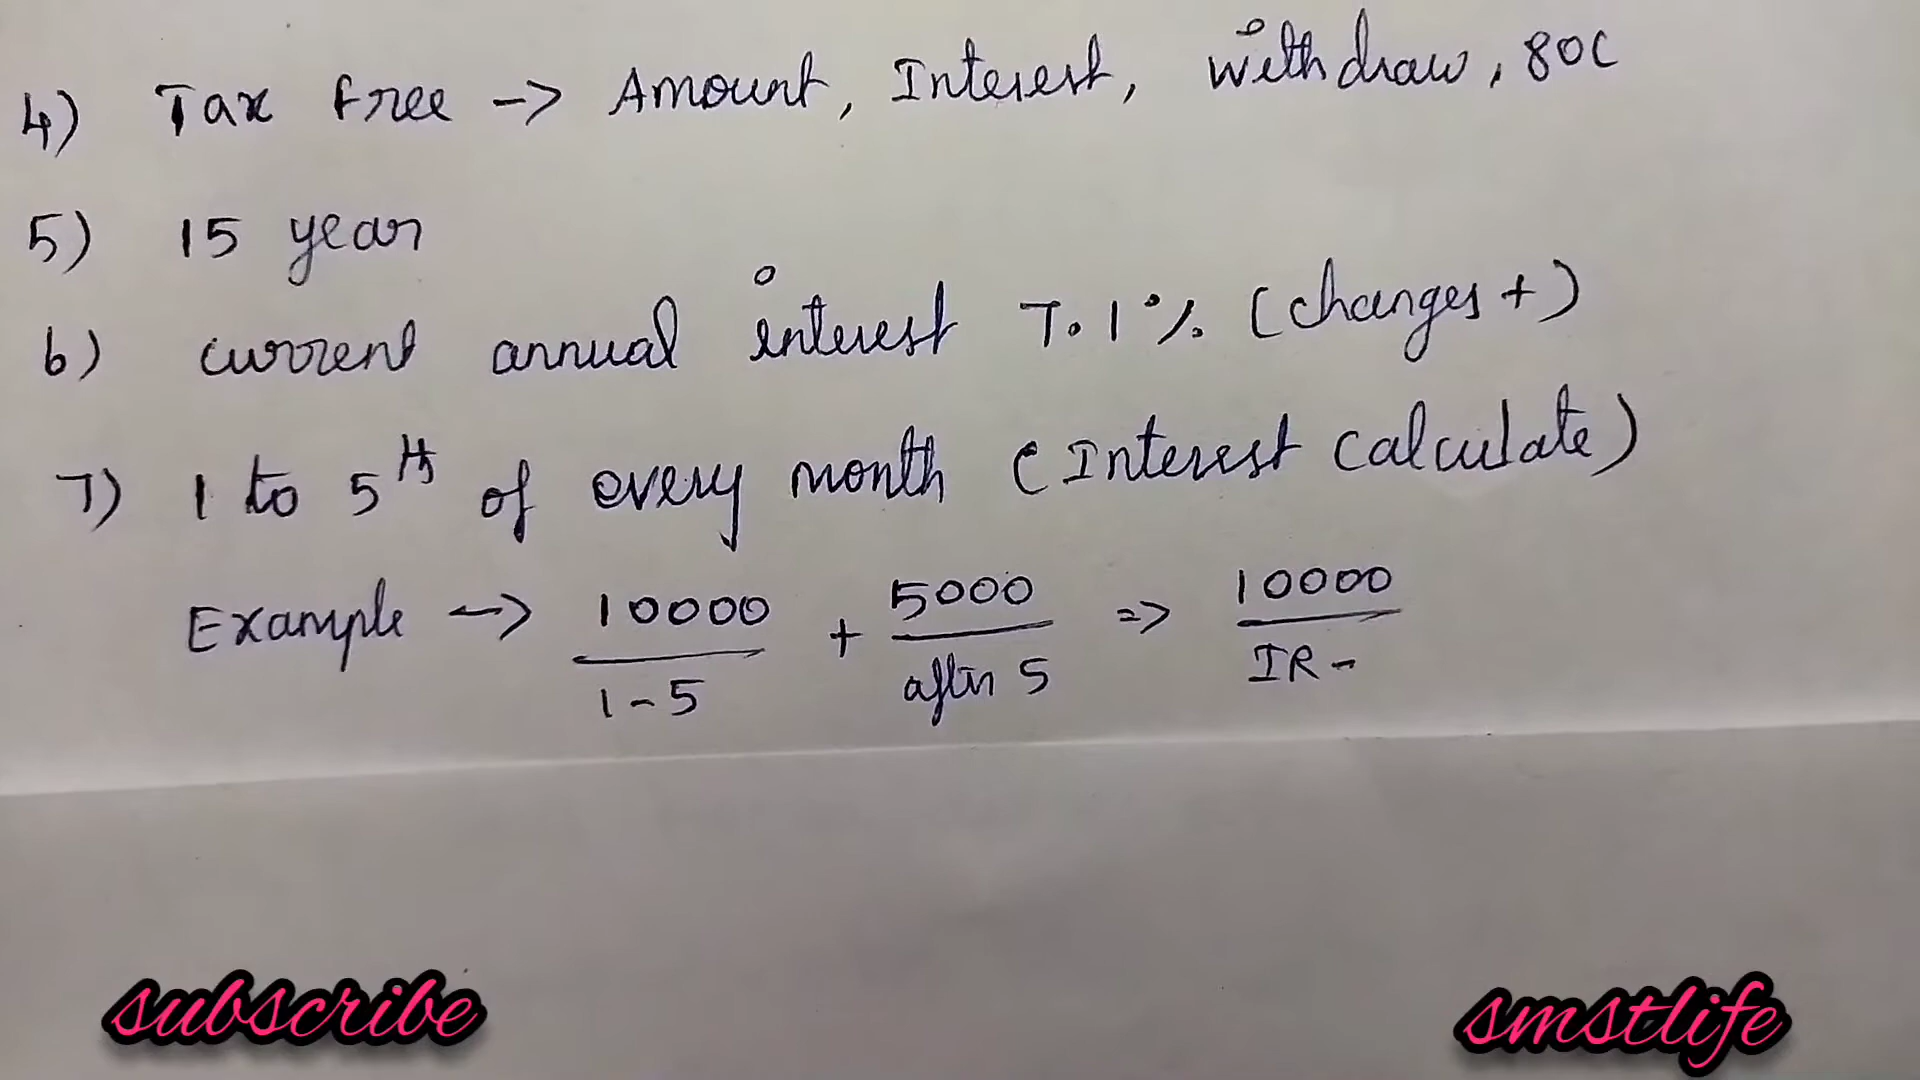 4) Tax free -> Amount, Interest, withdraw, 80C
5) 15 year
6) current annual interest 7.1% (changes +)
7) 1 to 5th of every month (Interest calculate)
Example -> 10000/1-5 + 5000/after 5 => 10000/IR -
subscribe
smstlife